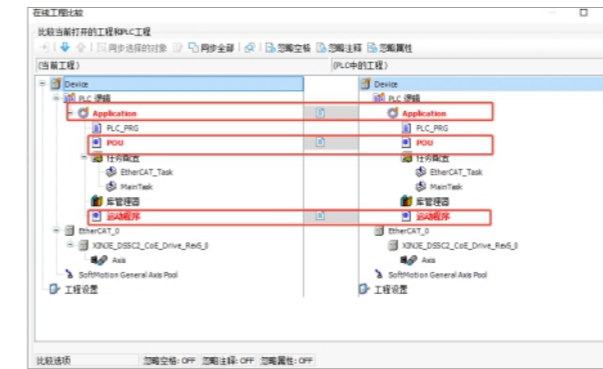 在线工程比较
比较当前打开的工程和PLC工程
同步选择的对象 同步全部 忽略空格 忽略注释 忽略属性
(当前工程) (PLC中的工程)
Device Device
PLC 逻辑 PLC 逻辑
Application Application
PLC_PRG PLC_PRG
POU POU
任务配置 任务配置
EtherCAT_Task EtherCAT_Task
MainTask MainTask
库管理器 库管理器
运动程序 运动程序
EtherCAT_0 EtherCAT_0
XINJE_DS5C2_CoE_Drive_Rev5_0 XINJE_DS5C2_CoE_Drive_Rev5_0
Axis Axis
SoftMotion General Axis Pool SoftMotion General Axis Pool
工程设置 工程设置
比较选项 忽略空格: OFF 忽略注释: OFF 忽略属性: OFF